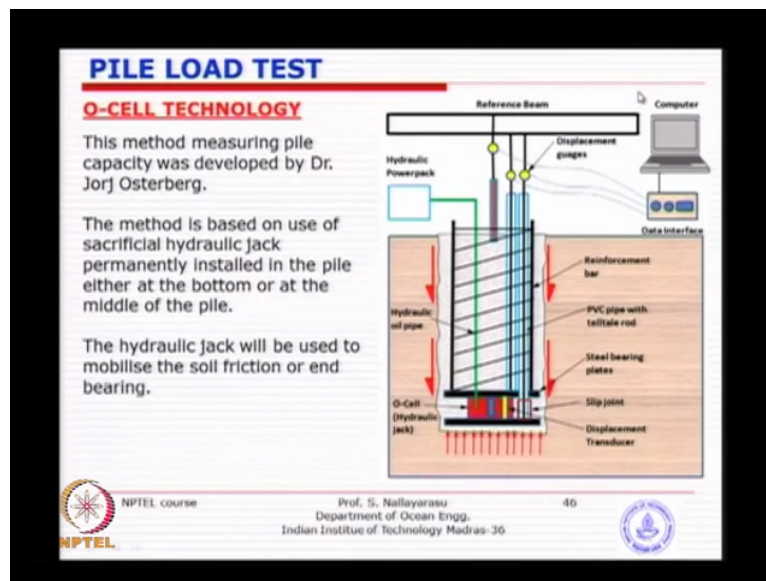 PILE LOAD TEST
O-CELL TECHNOLOGY
This method measuring pile
capacity was developed by Dr.
Jorj Osterberg.
The method is based on use of
sacrificial hydraulic jack
permanently installed in the pile
either at the bottom or at the
middle of the pile.
The hydraulic jack will be used to
mobilise the soil friction or end
bearing.
Reference Beam
Computer
Displacement
guages
Hydraulic
Powerpack
Data Interface
Reinforcement
bar
Hydraulic
oil pipe
PVC pipe with
telltale rod
Steel bearing
plates
O-Cell
(Hydraulic
jack)
Slip joint
Displacement
Transducer
NPTEL course
Prof. S. Nallayarasu
Department of Ocean Engg.
Indian Institue of Technology Madras-36
46
NPTEL